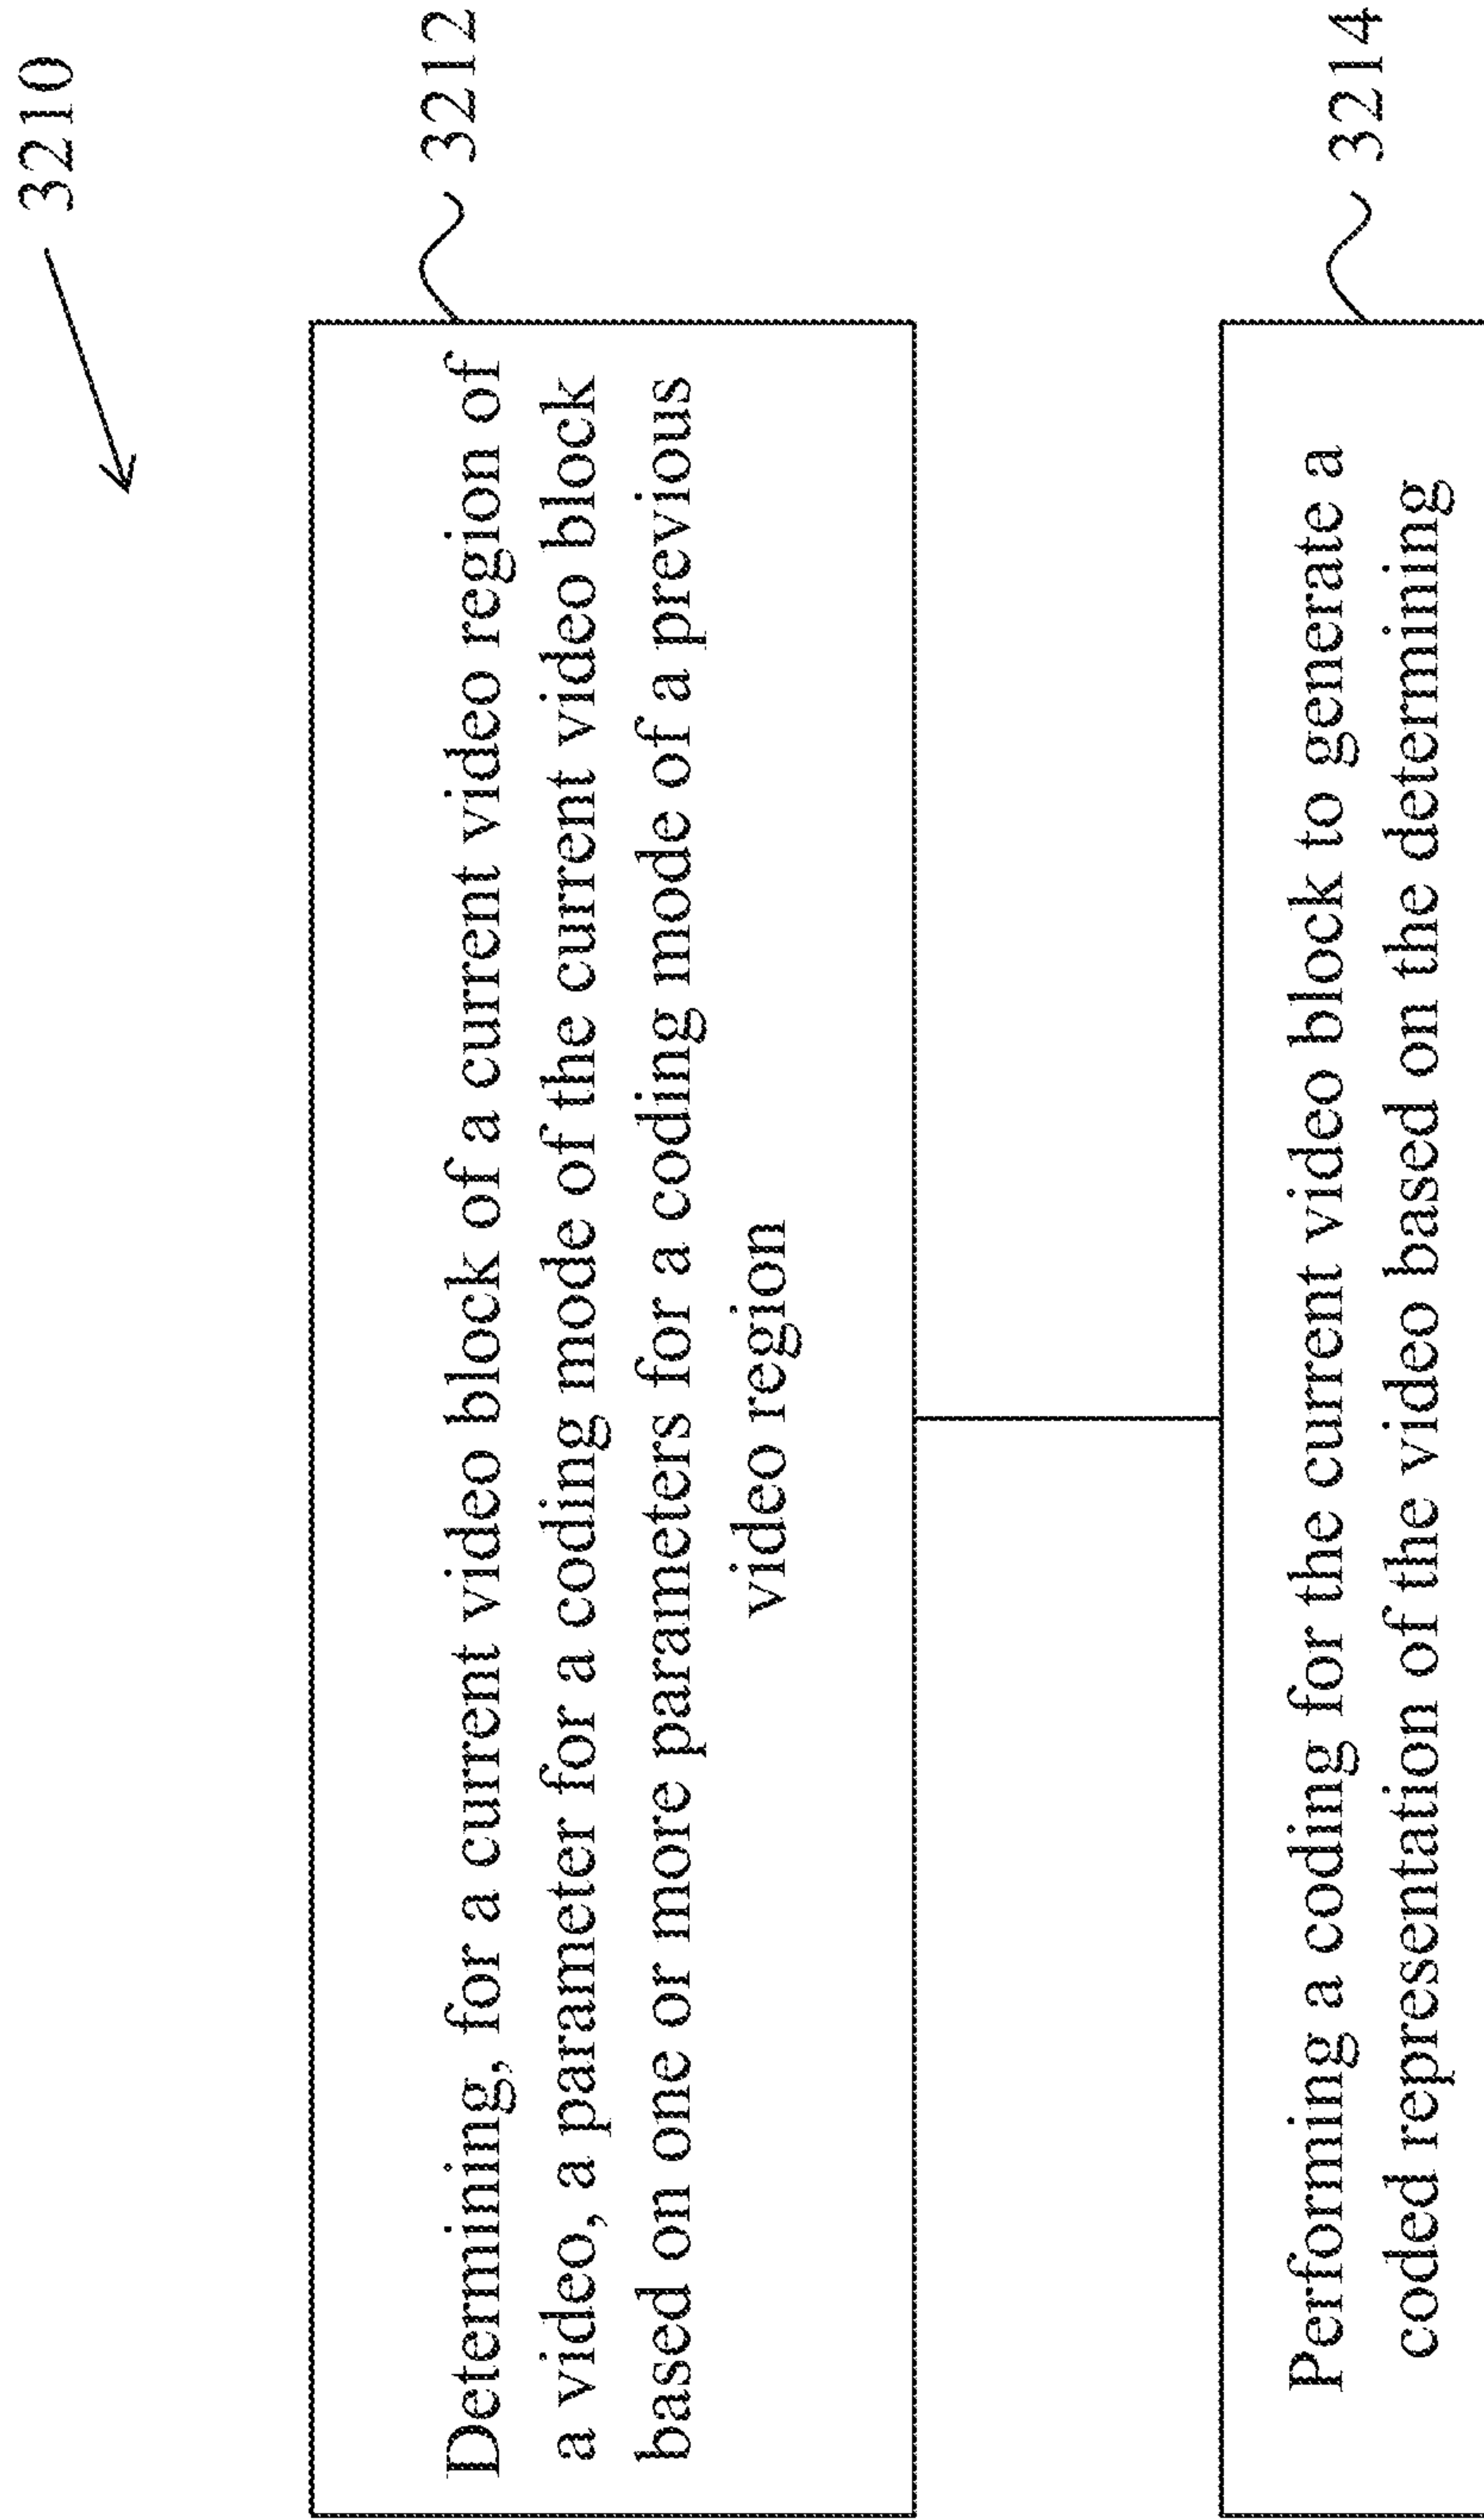 3210
Determining, for a current video block of a current video region of
a video, a parameter for a coding mode of the current video block
based on one or more parameters for a coding mode of a previous
video region
3212
Performing a coding for the current video block to generate a
coded representation of the video based on the determining
3214